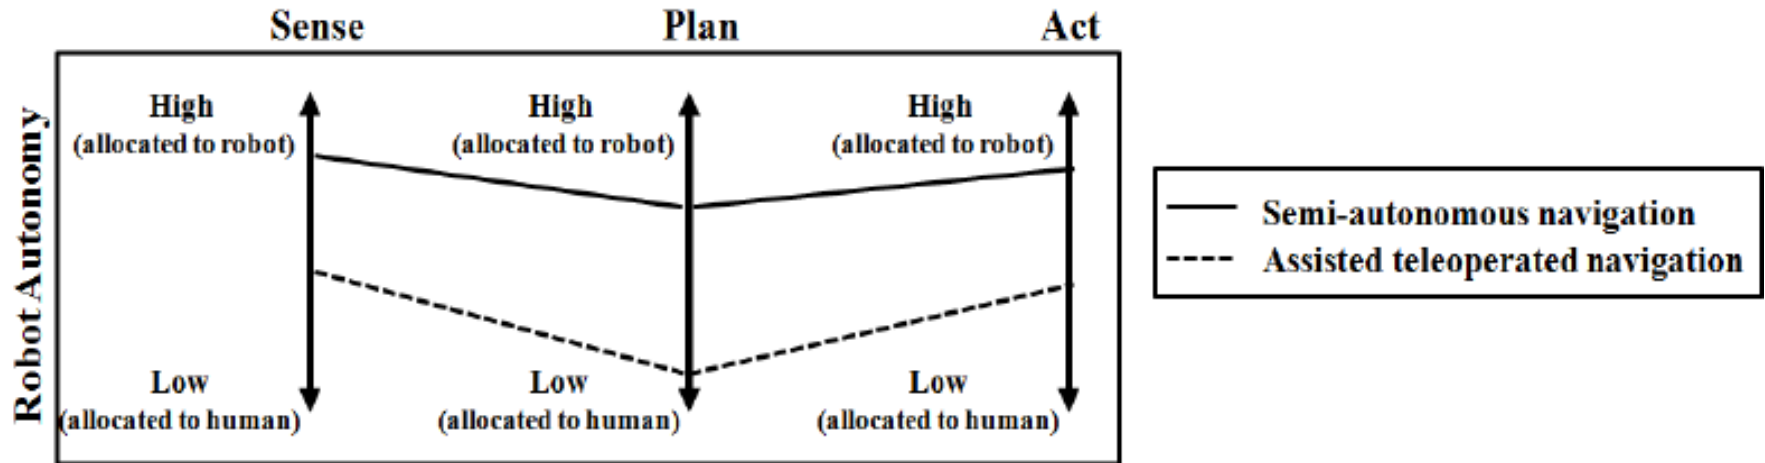 Sense Plan Act
Robot Autonomy
High High High
(allocated to robot) (allocated to robot) (allocated to robot)
Low Low Low
(allocated to human) (allocated to human) (allocated to human)
Semi-autonomous navigation
Assisted teleoperated navigation